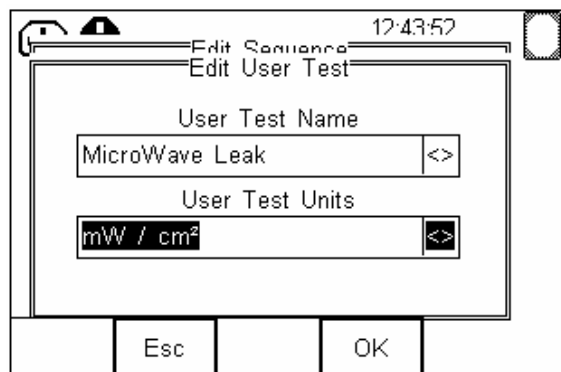 12:43:52
Edit Sequence
Edit User Test
User Test Name
MicroWave Leak <>
User Test Units
mW / cm² <>
Esc OK